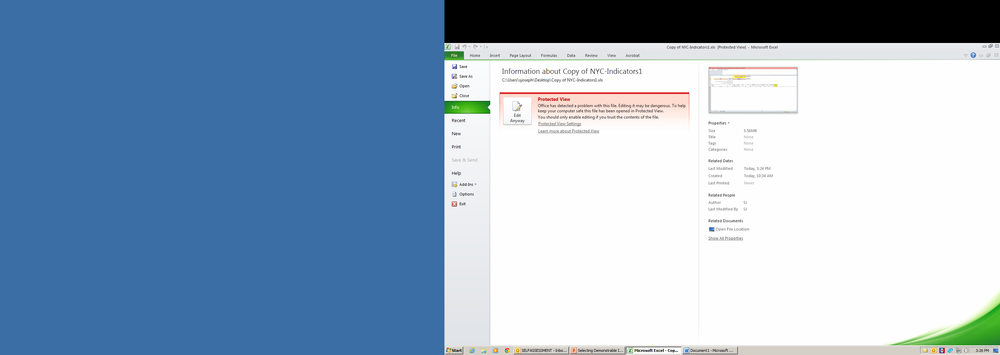 Copy of NYC-Indicators1.xls [Protected View] - Microsoft Excel
File Home Insert Page Layout Formulas Data Review View Acrobat
Save
Save As
Open
Close
Info
Recent
New
Print
Save & Send
Help
Add-Ins
Options
Exit
Information about Copy of NYC-Indicators1
C:\Users\sjoseph\Desktop\Copy of NYC-Indicators1.xls
Edit
Anyway
Protected View
Office has detected a problem with this file. Editing it may be dangerous. To help
keep your computer safe this file has been opened in Protected View.
You should only enable editing if you trust the contents of the file.
Protected View Settings
Learn more about Protected View
Properties
Size 5.56MB
Title None
Tags None
Categories None
Related Dates
Last Modified Today, 3:24 PM
Created Today, 10:34 AM
Last Printed Never
Related People
Author SJ
Last Modified By SJ
Related Documents
Open File Location
Show All Properties
Start SELFASSESSMENT - Inbo... Selecting Demonstrable I... Microsoft Excel - Cop... Document1 - Microsoft ... 3:26 PM